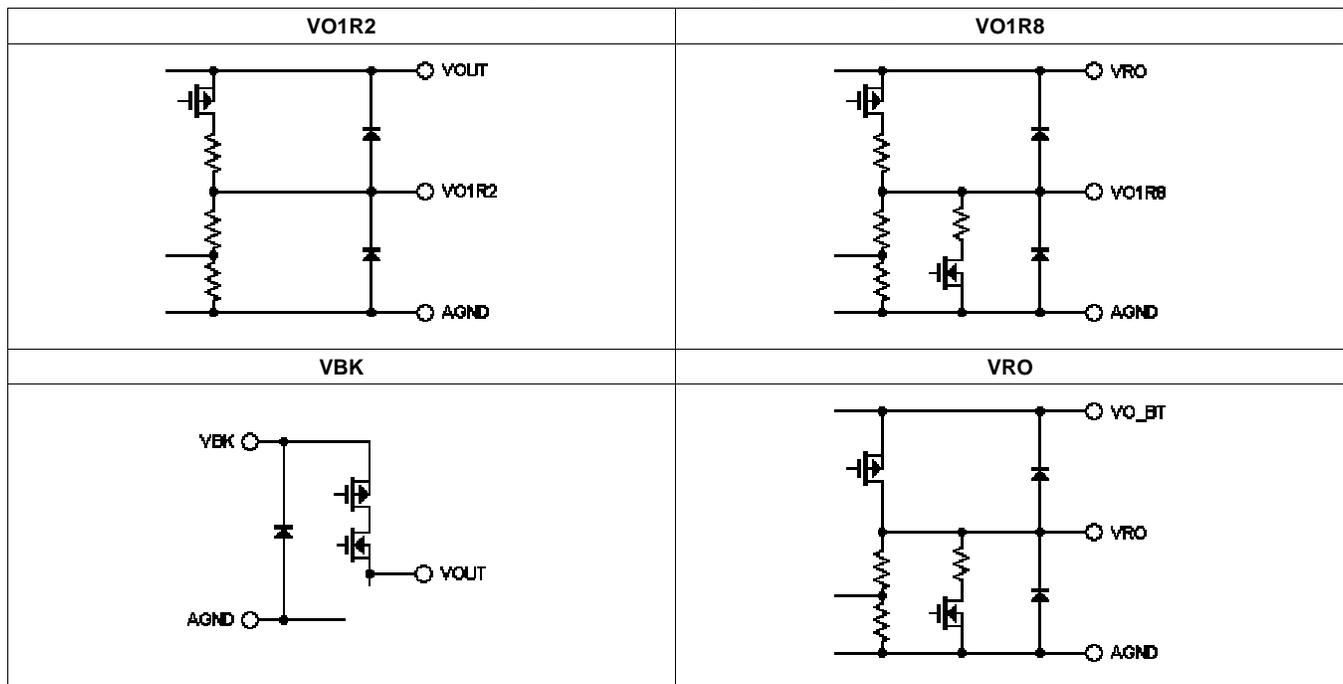 VO1R2
VO1R8
VOUT
VO1R2
AGND
VRO
VO1R8
AGND
VBK
VRO
VBK
VOUT
AGND
VO_BT
VRO
AGND